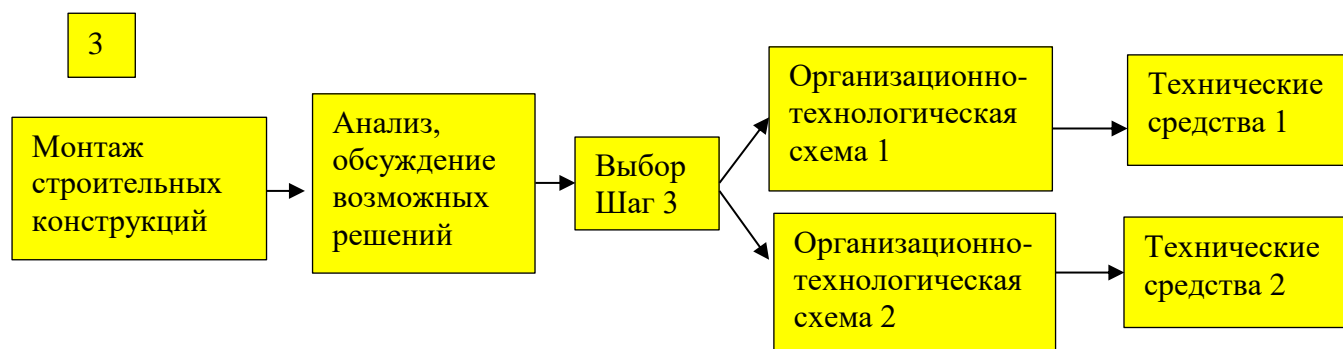 3
Монтаж
строительных
конструкций
Анализ,
обсуждение
возможных
решений
Выбор
Шаг 3
Организационно-
технологическая
схема 1
Технические
средства 1
Организационно-
технологическая
схема 2
Технические
средства 2